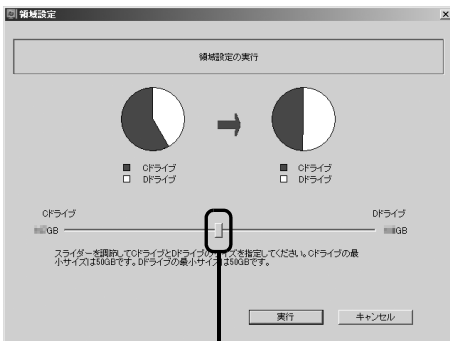 領域設定
領域設定の実行
■ Cドライブ
□ Dドライブ
■ Cドライブ
□ Dドライブ
Cドライブ
Dドライブ
GB
GB
スライダーを調節してCドライブとDドライブのサイズを指定してください。Cドライブの最
小サイズは50GBです。Dドライブの最小サイズは50GBです。
実行
キャンセル